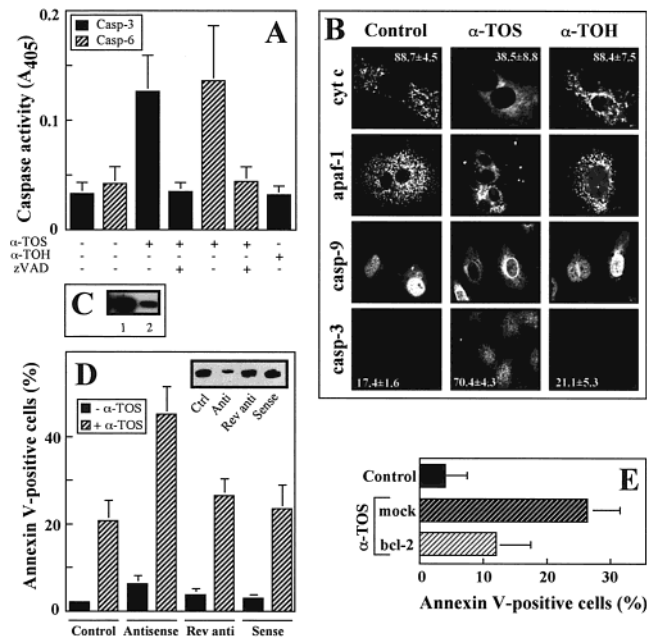 A
Casp-3
Casp-6
Caspase activity (A405)
0.2
0.1
0
α-TOS - - + + + + -
α-TOH - - - - - - +
zVAD - - - + - + -
B
Control α-TOS α-TOH
cyt c
88.7±4.5 38.5±8.8 88.4±7.5
apaf-1
casp-9
casp-3
17.4±1.6 70.4±4.3 21.1±5.3
C
1 2
D
- α-TOS
+ α-TOS
Ctrl Anti Rev anti Sense
Annexin V-positive cells (%)
40
20
0
Control Antisense Rev anti Sense
E
Control
α-TOS
mock
bcl-2
0 10 20 30
Annexin V-positive cells (%)